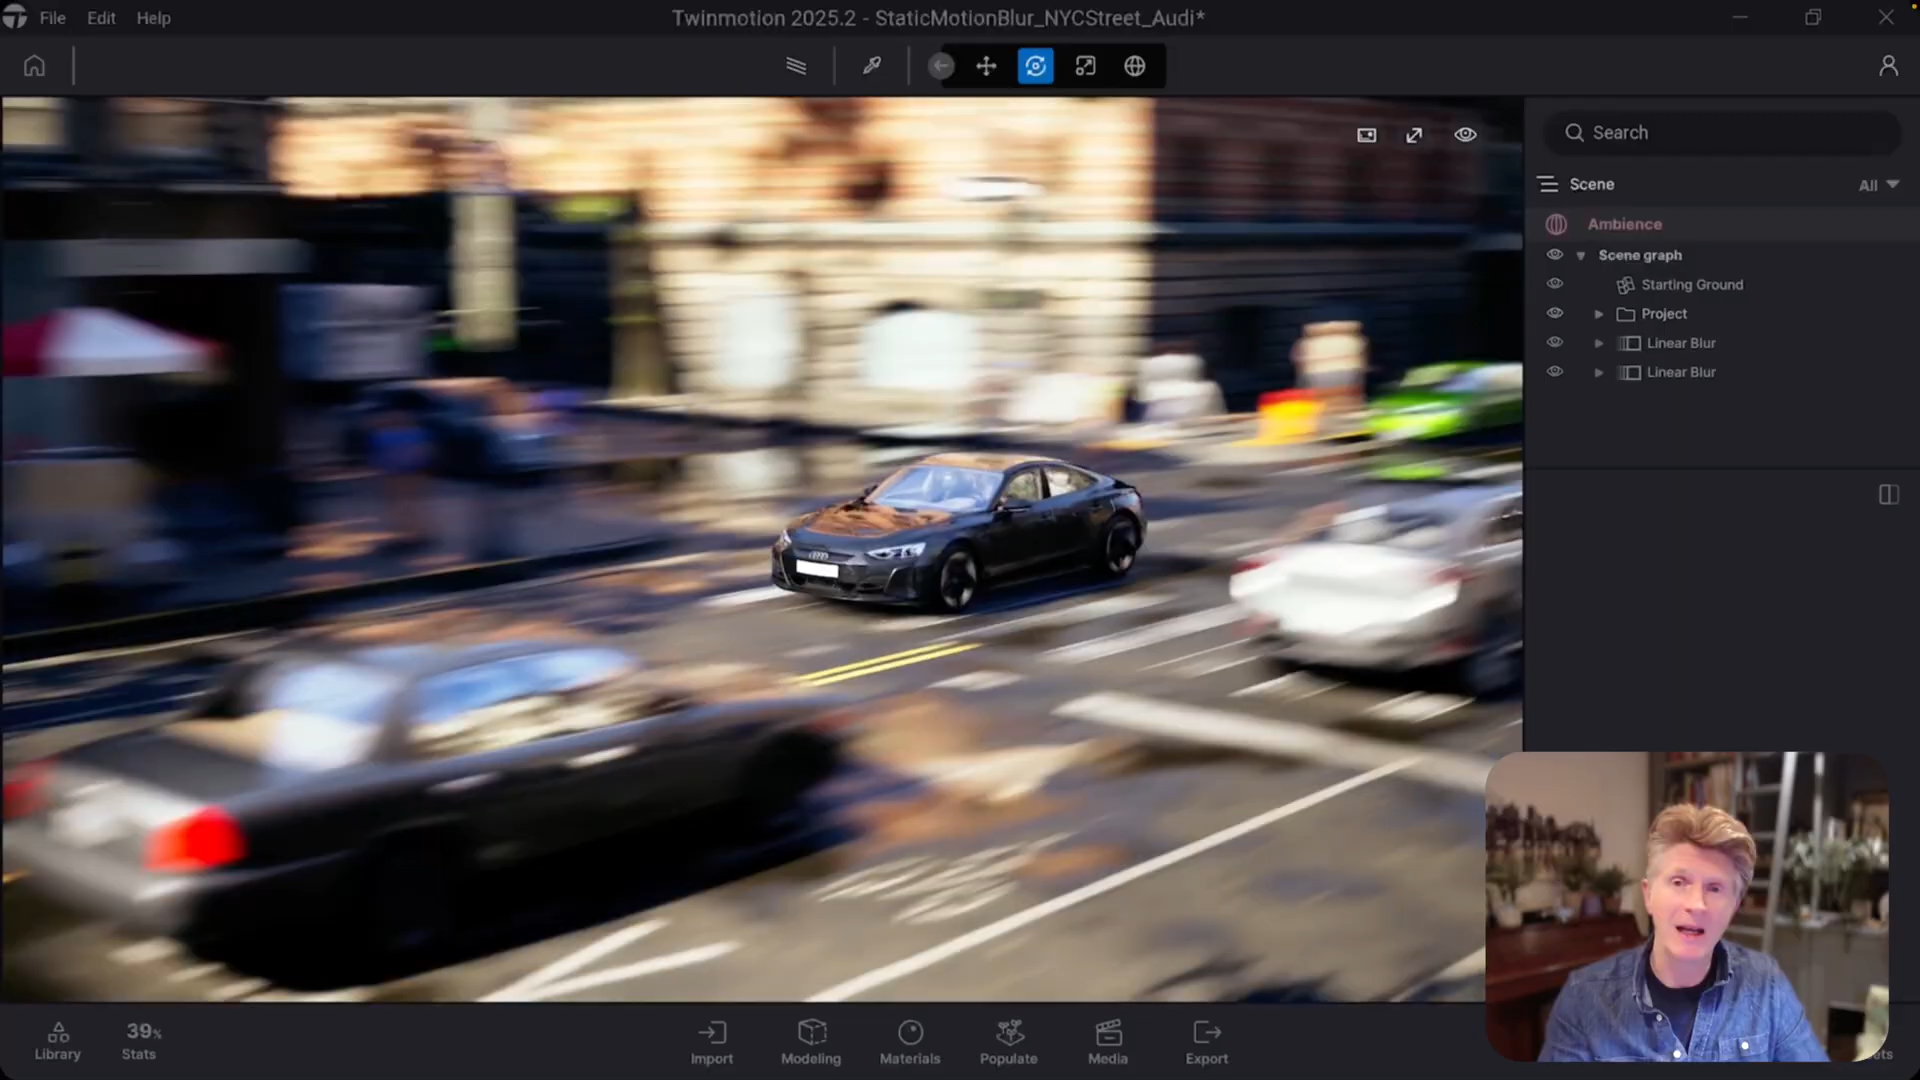 File Edit Help
Twinmotion 2025.2 - StaticMotionBlur_NYCStreet_Audi*
Search
Scene
All
Ambience
Scene graph
Starting Ground
Project
Linear Blur
Linear Blur
39%
Library
Stats
Import
Modeling
Materials
Populate
Media
Export